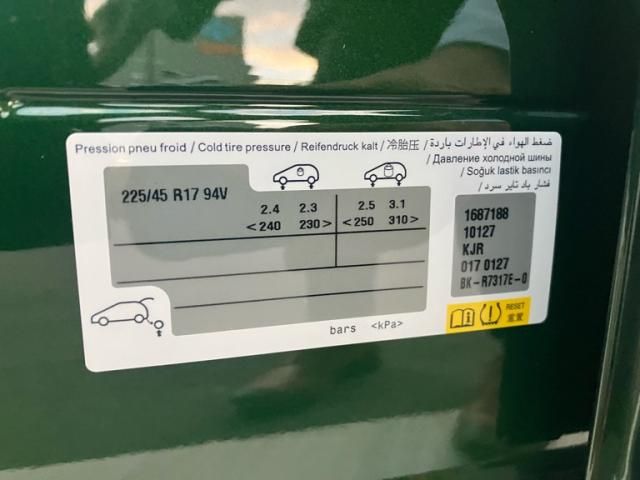 Pression pneu froid / Cold tire pressure / Reifendruck kalt / 冷胎压 / ضغط الهواء في الإطارات باردة
/ Давление холодной шины
/ Soğuk lastik basıncı
/ فشار باد تایر سرد
225/45 R17 94V
2.4 2.3 2.5 3.1
<240 230> <250 310>
bars <kPa>
1687188
10127
KJR
017 0127
BK-R7317E-0
RESET
重置